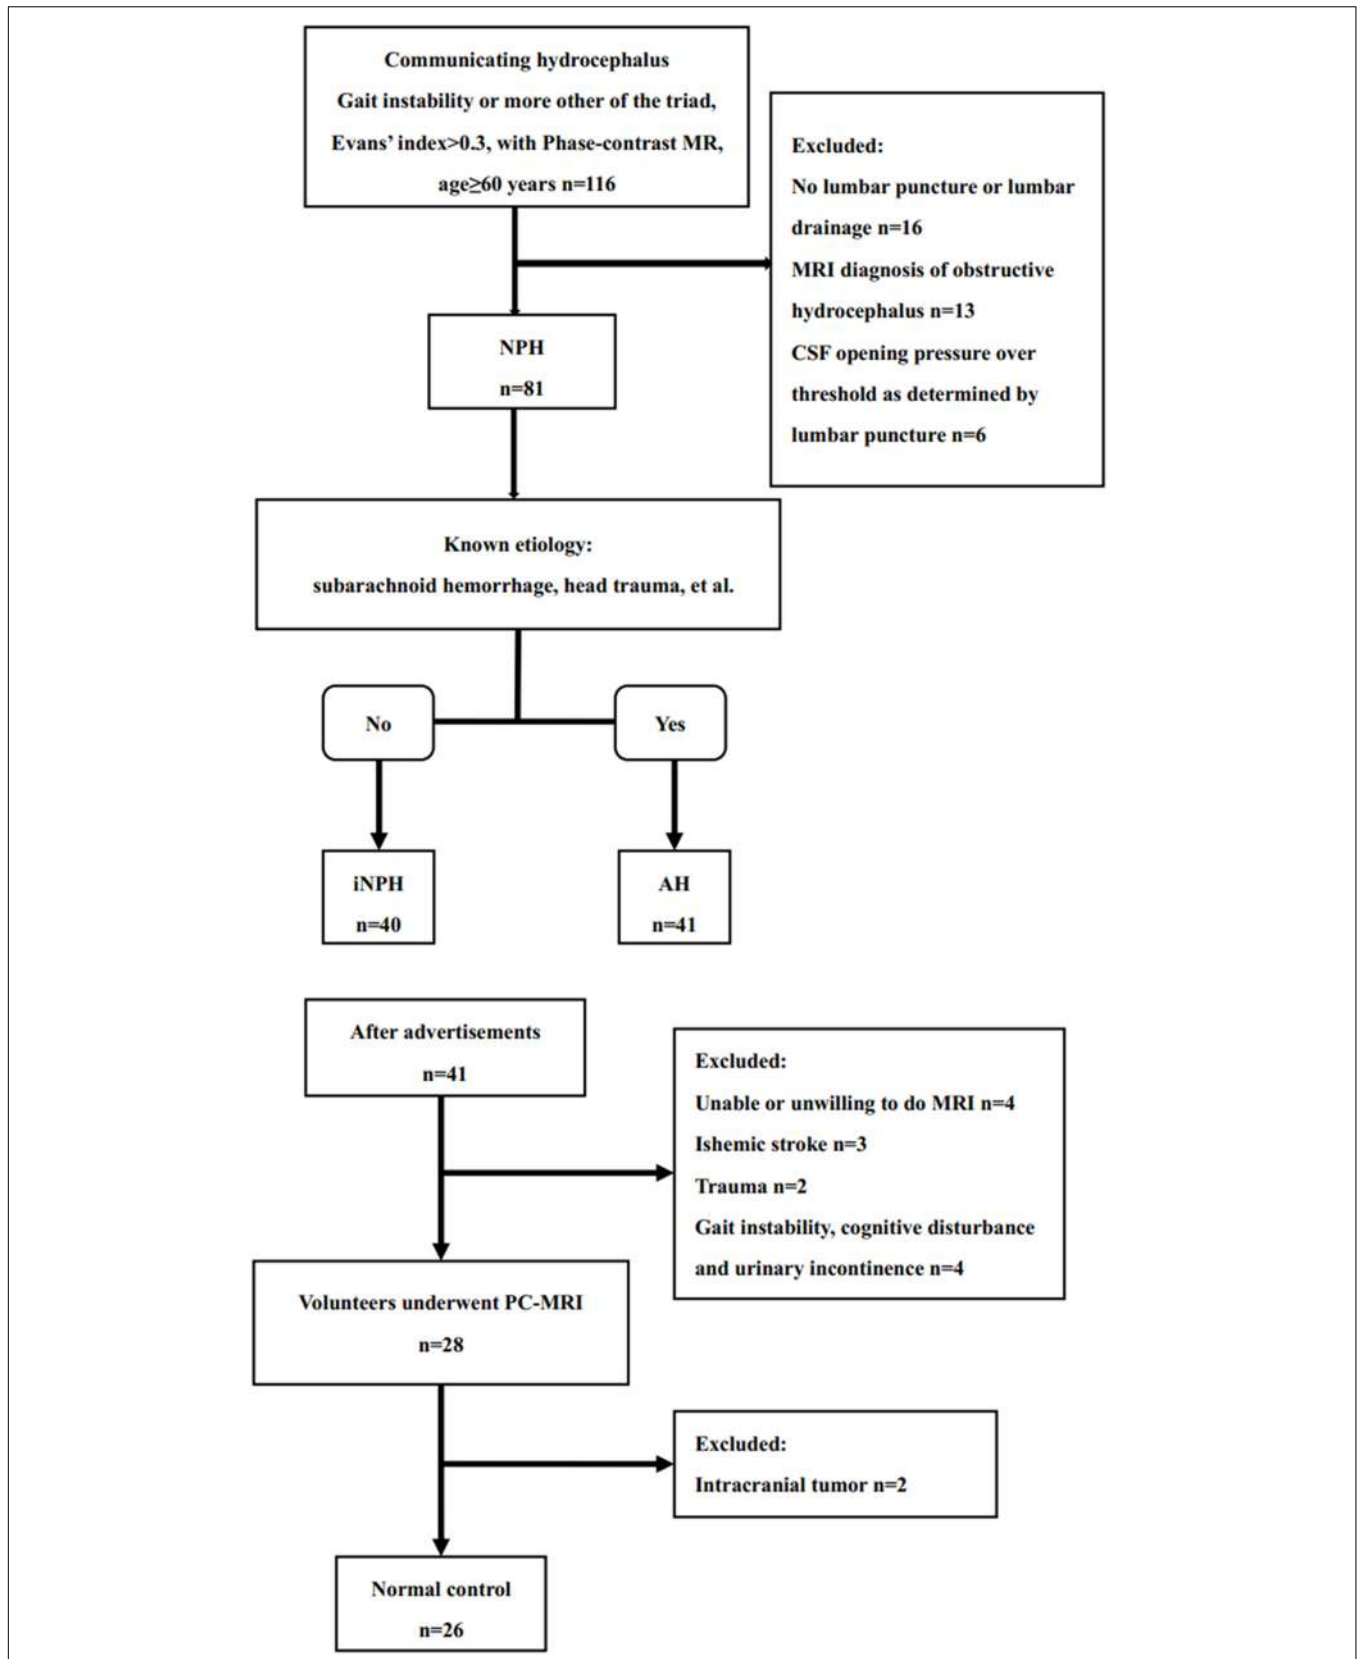 Communicating hydrocephalus
Gait instability or more other of the triad,
Evans' index>0.3, with Phase-contrast MR,
age≥60 years n=116
Excluded:
No lumbar puncture or lumbar
drainage n=16
MRI diagnosis of obstructive
hydrocephalus n=13
CSF opening pressure over
threshold as determined by
lumbar puncture n=6
NPH
n=81
Known etiology:
subarachnoid hemorrhage, head trauma, et al.
No
Yes
iNPH
n=40
AH
n=41
After advertisements
n=41
Excluded:
Unable or unwilling to do MRI n=4
Ishemic stroke n=3
Trauma n=2
Gait instability, cognitive disturbance
and urinary incontinence n=4
Volunteers underwent PC-MRI
n=28
Excluded:
Intracranial tumor n=2
Normal control
n=26